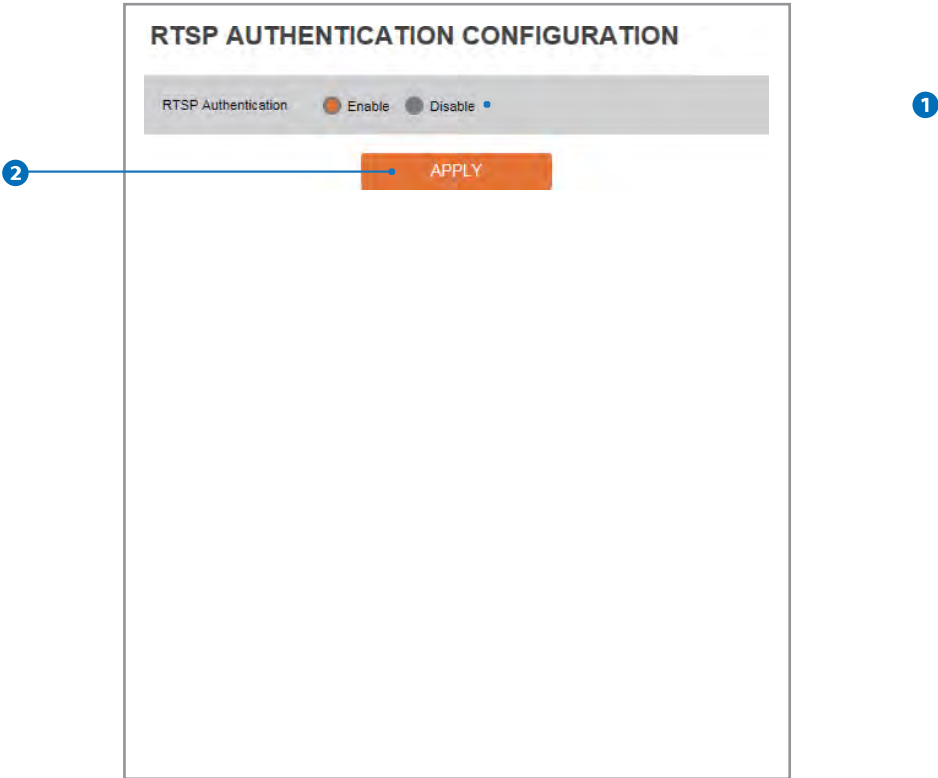 RTSP AUTHENTICATION CONFIGURATION
RTSP Authentication Enable Disable
1
2
APPLY